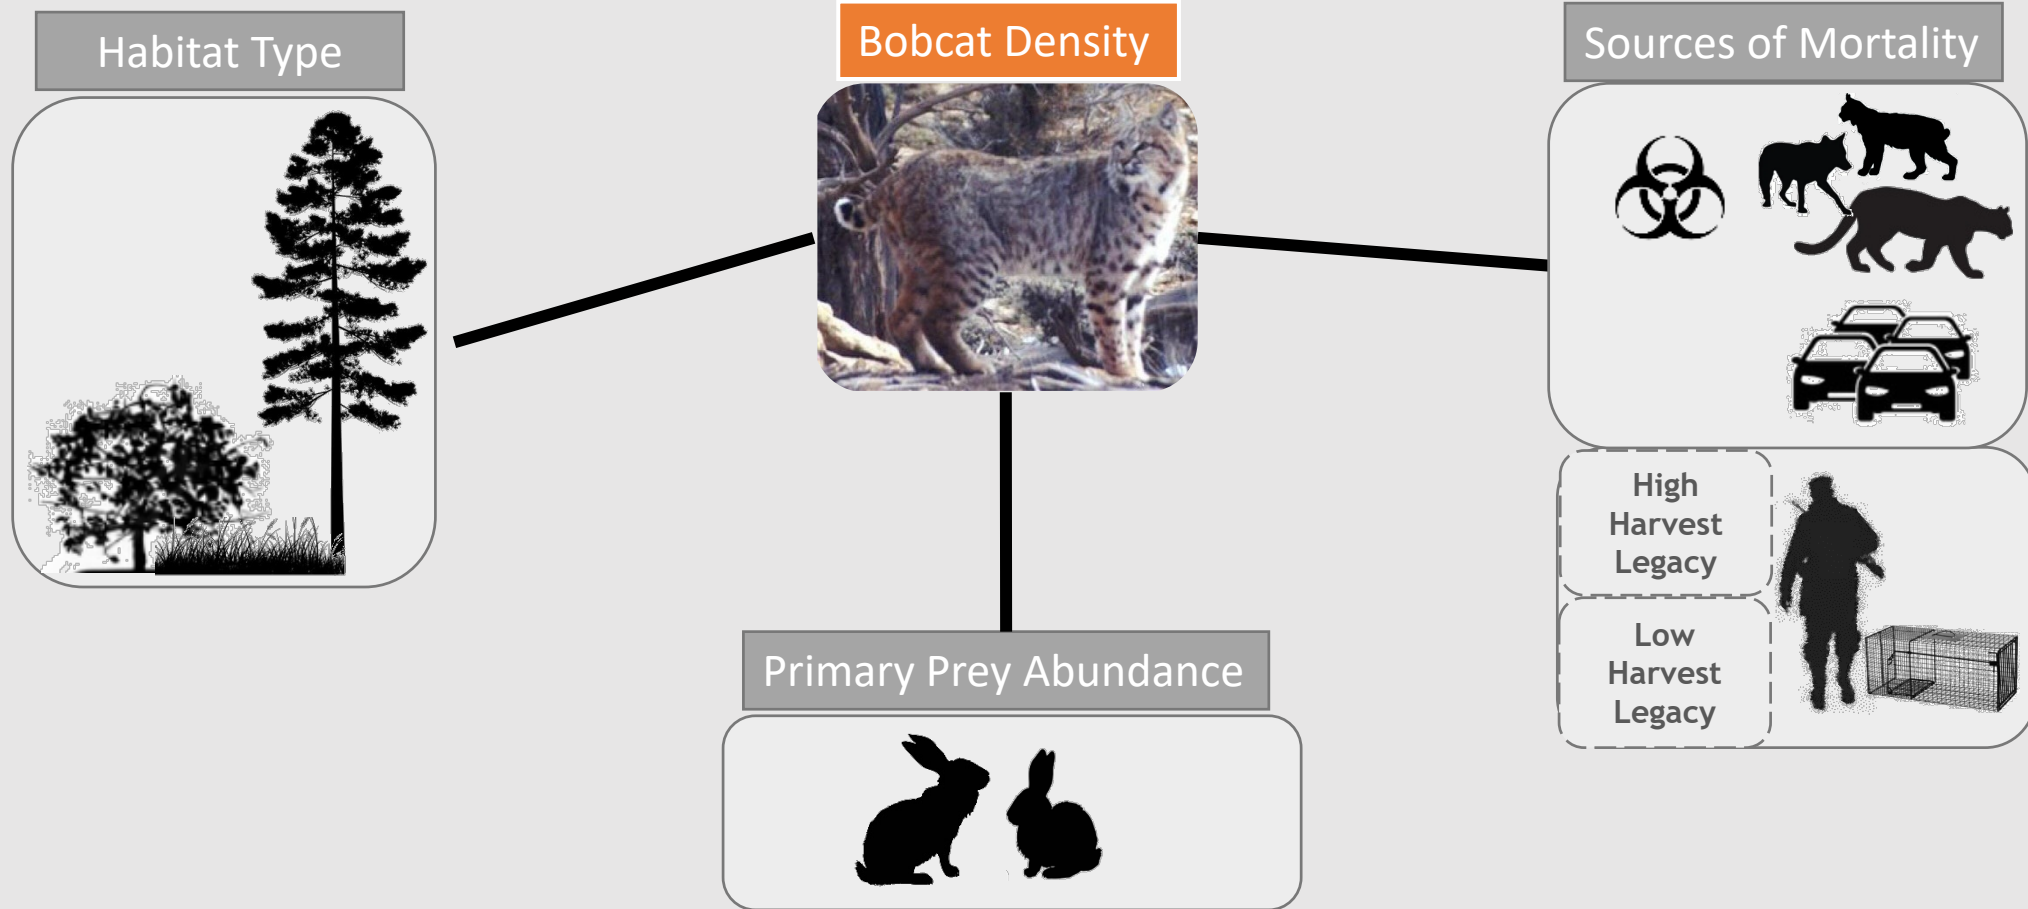 Habitat Type
Bobcat Density
Sources of Mortality
High
Harvest
Legacy
Low
Harvest
Legacy
Primary Prey Abundance